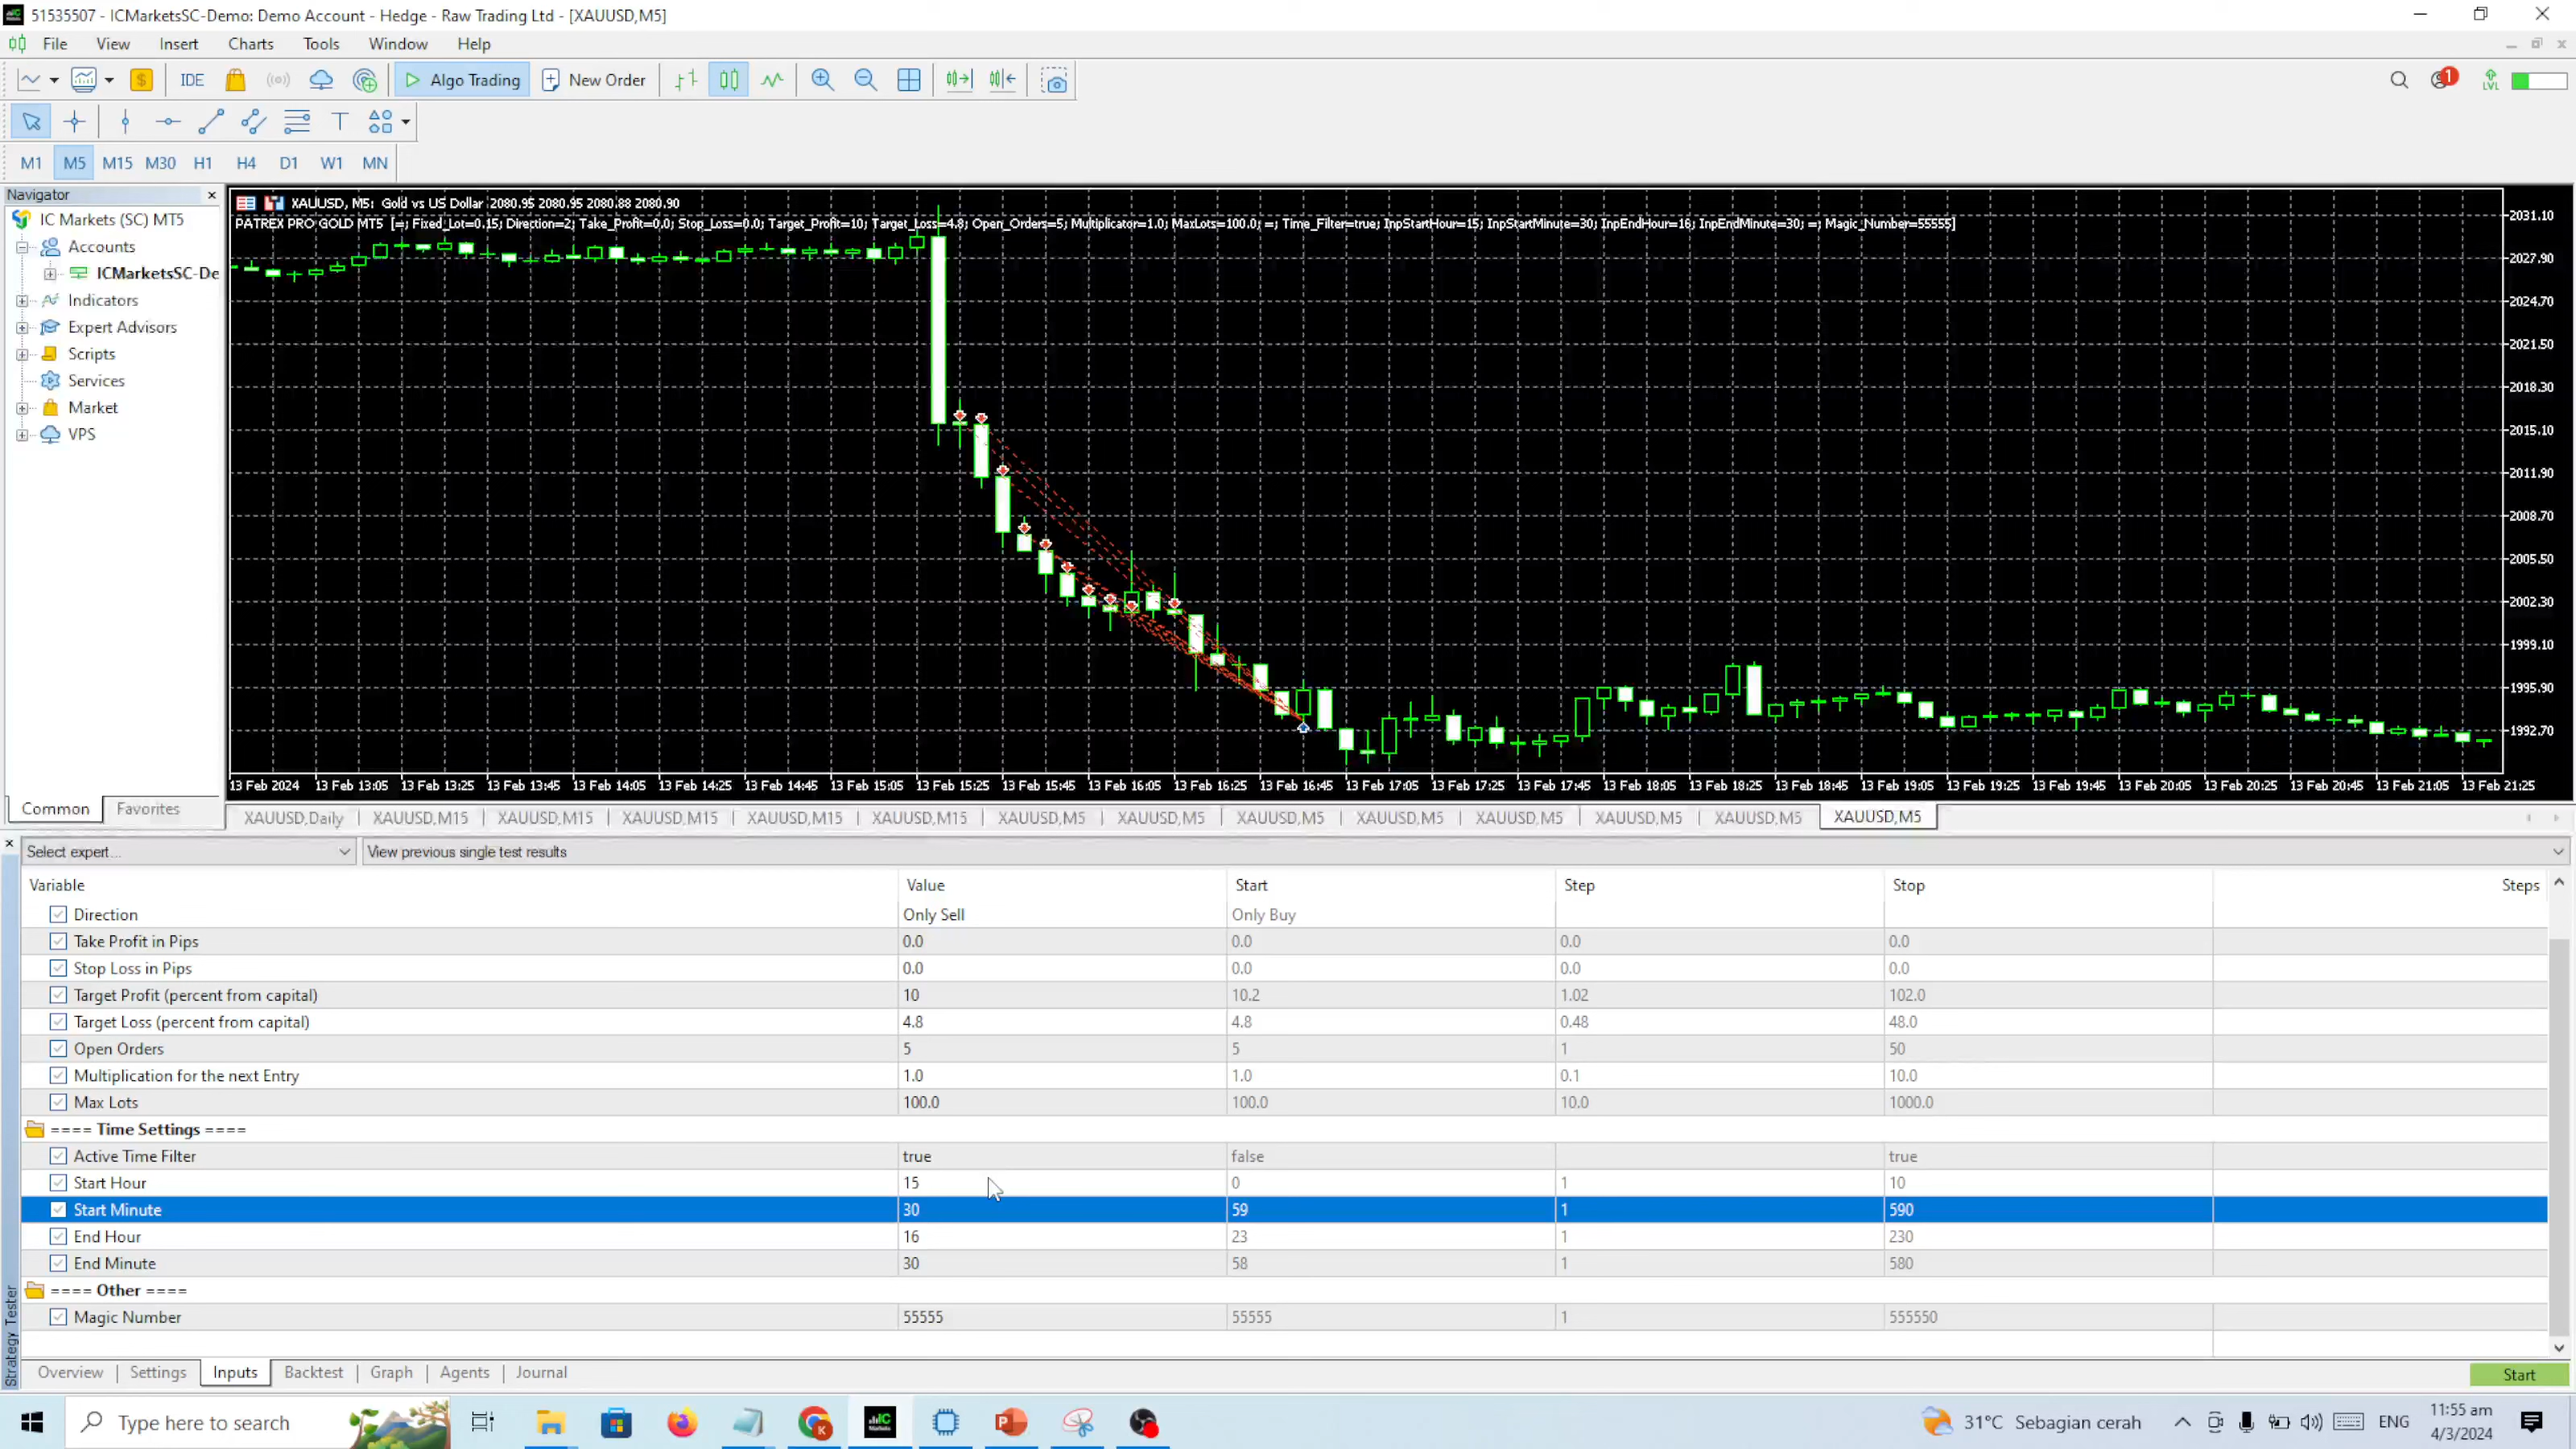 51535507 - ICMarketsSC-Demo: Demo Account - Hedge - Raw Trading Ltd - [XAUUSD,M5]
File View Insert Charts Tools Window Help
IDE Algo Trading New Order 1 LVL
M1 M5 M15 M30 H1 H4 D1 W1 MN
Navigator
IC Markets (SC) MT5
Accounts
ICMarketsSC-De
Indicators
Expert Advisors
Scripts
Services
Market
VPS
Common Favorites
XAUUSD, M5: Gold vs US Dollar 2080.95 2080.95 2080.88 2080.90
PATREX PRO GOLD MT5 [=; Fixed_Lot=0.15; Direction=2; Take_Profit=0.0; Stop_Loss=0.0; Target_Profit=10; Target_Loss=4.8; Open_Orders=5; Multiplicator=1.0; MaxLots=100.0; =; Time_Filter=true; InpStartHour=15; InpStartMinute=30; InpEndHour=16; InpEndMinute=30; =; Magic_Number=55555]
2031.10
2027.90
2024.70
2021.50
2018.30
2015.10
2011.90
2008.70
2005.50
2002.30
1999.10
1995.90
1992.70
13 Feb 2024 13 Feb 13:05 13 Feb 13:25 13 Feb 13:45 13 Feb 14:05 13 Feb 14:25 13 Feb 14:45 13 Feb 15:05 13 Feb 15:25 13 Feb 15:45 13 Feb 16:05 13 Feb 16:25 13 Feb 16:45 13 Feb 17:05 13 Feb 17:25 13 Feb 17:45 13 Feb 18:05 13 Feb 18:25 13 Feb 18:45 13 Feb 19:05 13 Feb 19:25 13 Feb 19:45 13 Feb 20:05 13 Feb 20:25 13 Feb 20:45 13 Feb 21:05 13 Feb 21:25
XAUUSD,Daily XAUUSD,M15 XAUUSD,M15 XAUUSD,M15 XAUUSD,M15 XAUUSD,M15 XAUUSD,M5 XAUUSD,M5 XAUUSD,M5 XAUUSD,M5 XAUUSD,M5 XAUUSD,M5 XAUUSD,M5 XAUUSD,M5
Select expert... View previous single test results
Variable Value Start Step Stop Steps
Direction Only Sell Only Buy
Take Profit in Pips 0.0 0.0 0.0 0.0
Stop Loss in Pips 0.0 0.0 0.0 0.0
Target Profit (percent from capital) 10 10.2 1.02 102.0
Target Loss (percent from capital) 4.8 4.8 0.48 48.0
Open Orders 5 5 1 50
Multiplication for the next Entry 1.0 1.0 0.1 10.0
Max Lots 100.0 100.0 10.0 1000.0
==== Time Settings ====
Active Time Filter true false true
Start Hour 15 0 1 10
Start Minute 30 59 1 590
End Hour 16 23 1 230
End Minute 30 58 1 580
==== Other ====
Magic Number 55555 55555 1 555550
Strategy Tester
Overview Settings Inputs Backtest Graph Agents Journal Start
Type here to search 31°C Sebagian cerah ENG 11:55 am
4/3/2024